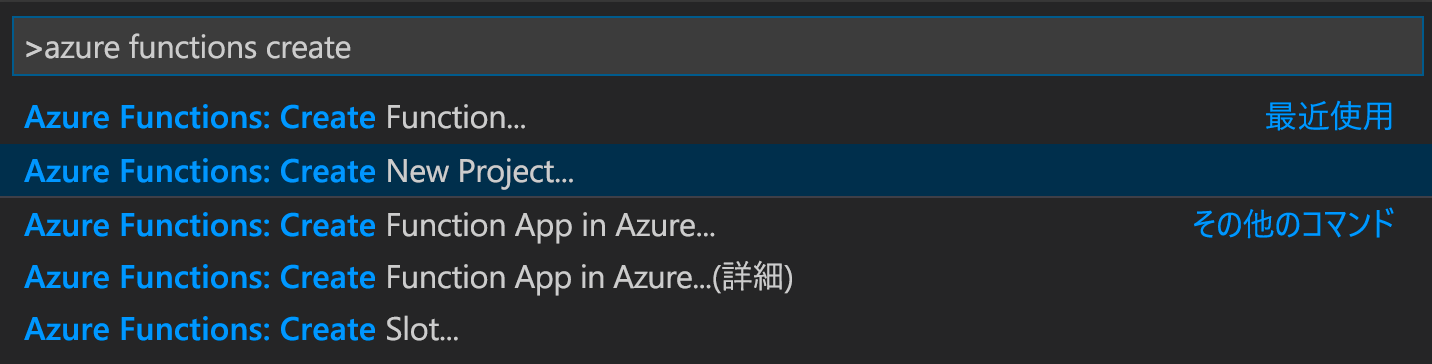 >azure functions create
Azure Functions: Create Function... 最近使用
Azure Functions: Create New Project...
Azure Functions: Create Function App in Azure... その他のコマンド
Azure Functions: Create Function App in Azure...(詳細)
Azure Functions: Create Slot...